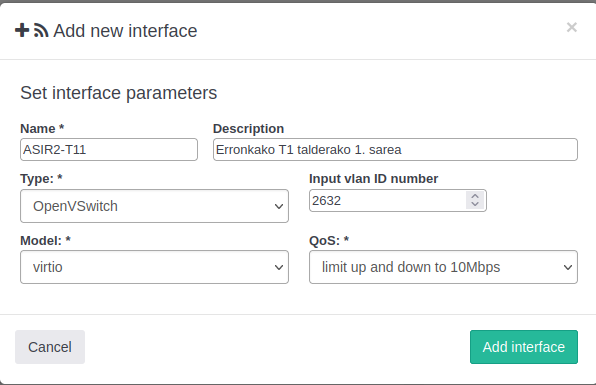 Add new interface
×
Set interface parameters
Name *
Description
ASIR2-T11
Erronkako T1 talderako 1. sarea
Type: *
Input vlan ID number
OpenVSwitch
2632
Model: *
QoS: *
virtio
limit up and down to 10Mbps
Cancel
Add interface